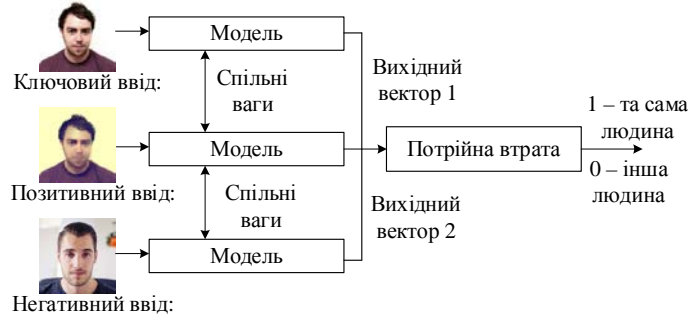 Модель
Ключовий ввід:
Спільні
ваги
Вихідний
вектор 1
Модель
Позитивний ввід:
Потрійна втрата
1 – та сама
людина
0 – інша
людина
Спільні
ваги
Вихідний
вектор 2
Модель
Негативний ввід: